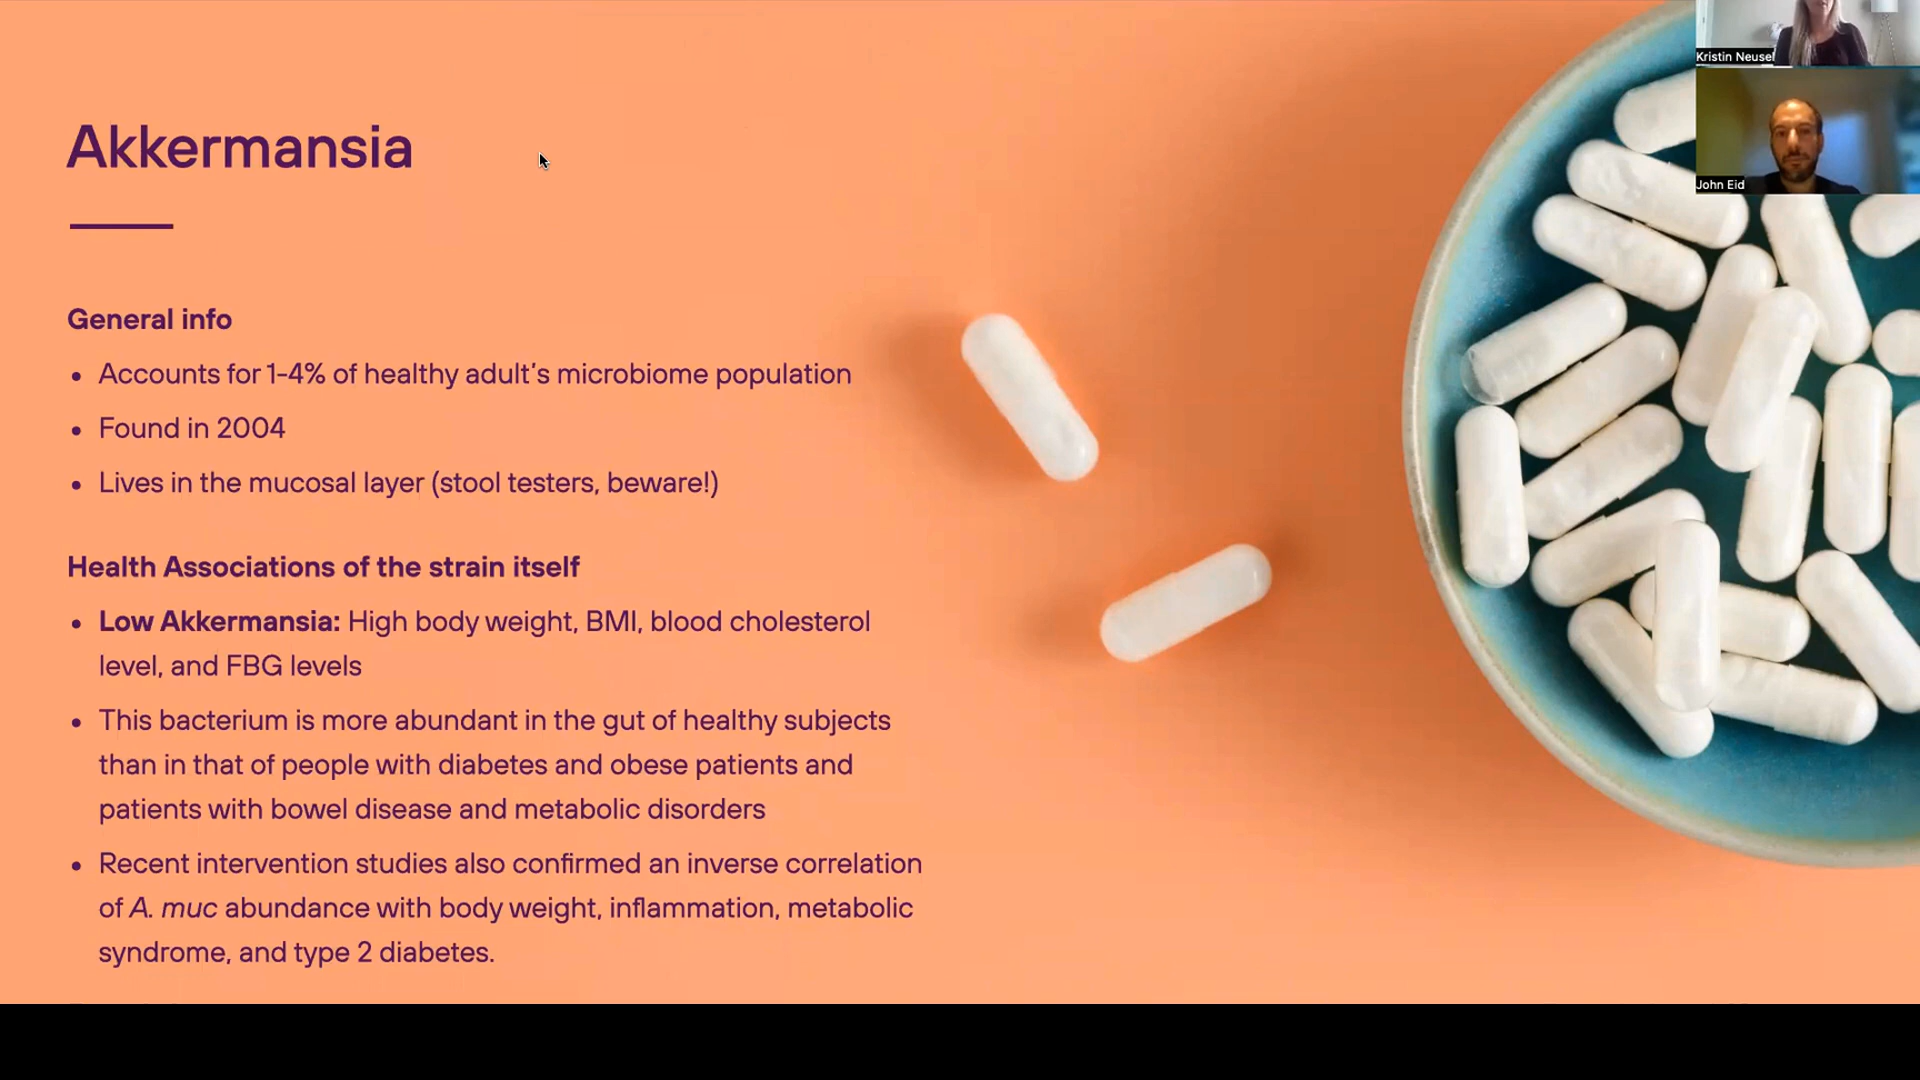 Akkermansia
General info
• Accounts for 1-4% of healthy adult's microbiome population
• Found in 2004
• Lives in the mucosal layer (stool testers, beware!)
Health Associations of the strain itself
• Low Akkermansia: High body weight, BMI, blood cholesterol
level, and FBG levels
• This bacterium is more abundant in the gut of healthy subjects
than in that of people with diabetes and obese patients and
patients with bowel disease and metabolic disorders
• Recent intervention studies also confirmed an inverse correlation
of A. muc abundance with body weight, inflammation, metabolic
syndrome, and type 2 diabetes.
Kristin Neusel
John Eid